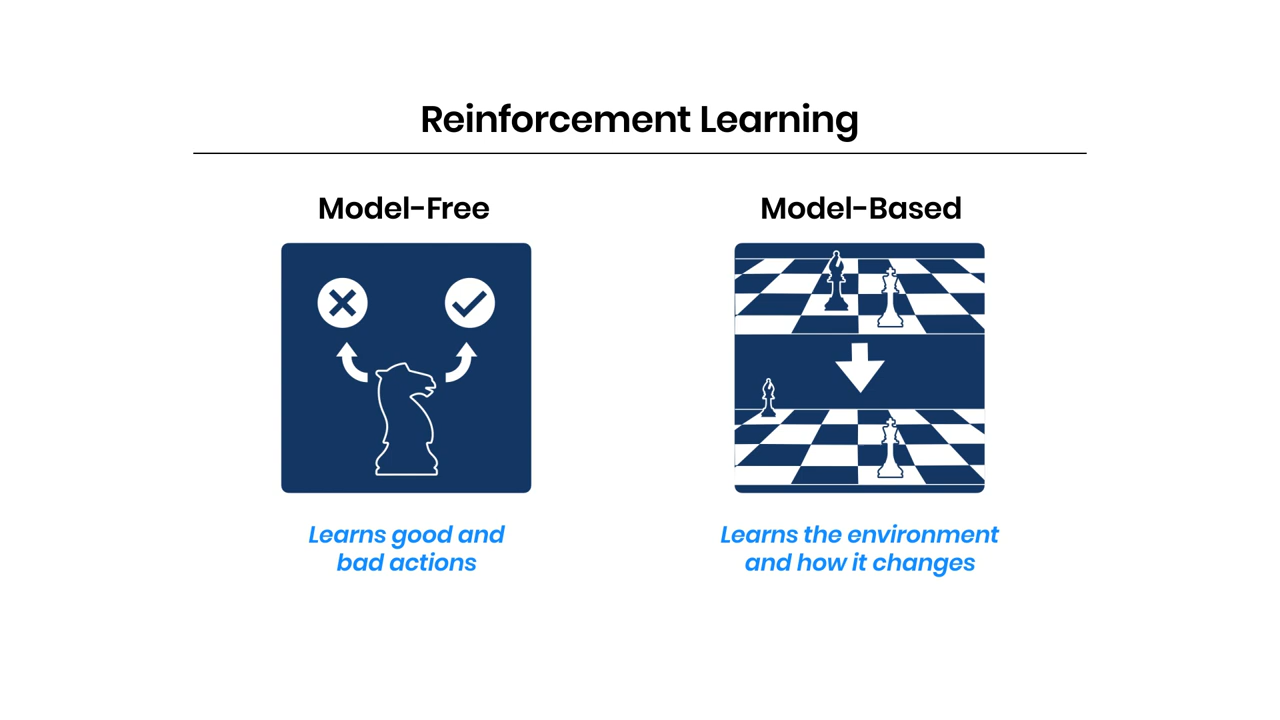 Reinforcement Learning
Model-Free
Model-Based
Learns good and
bad actions
Learns the environment
and how it changes